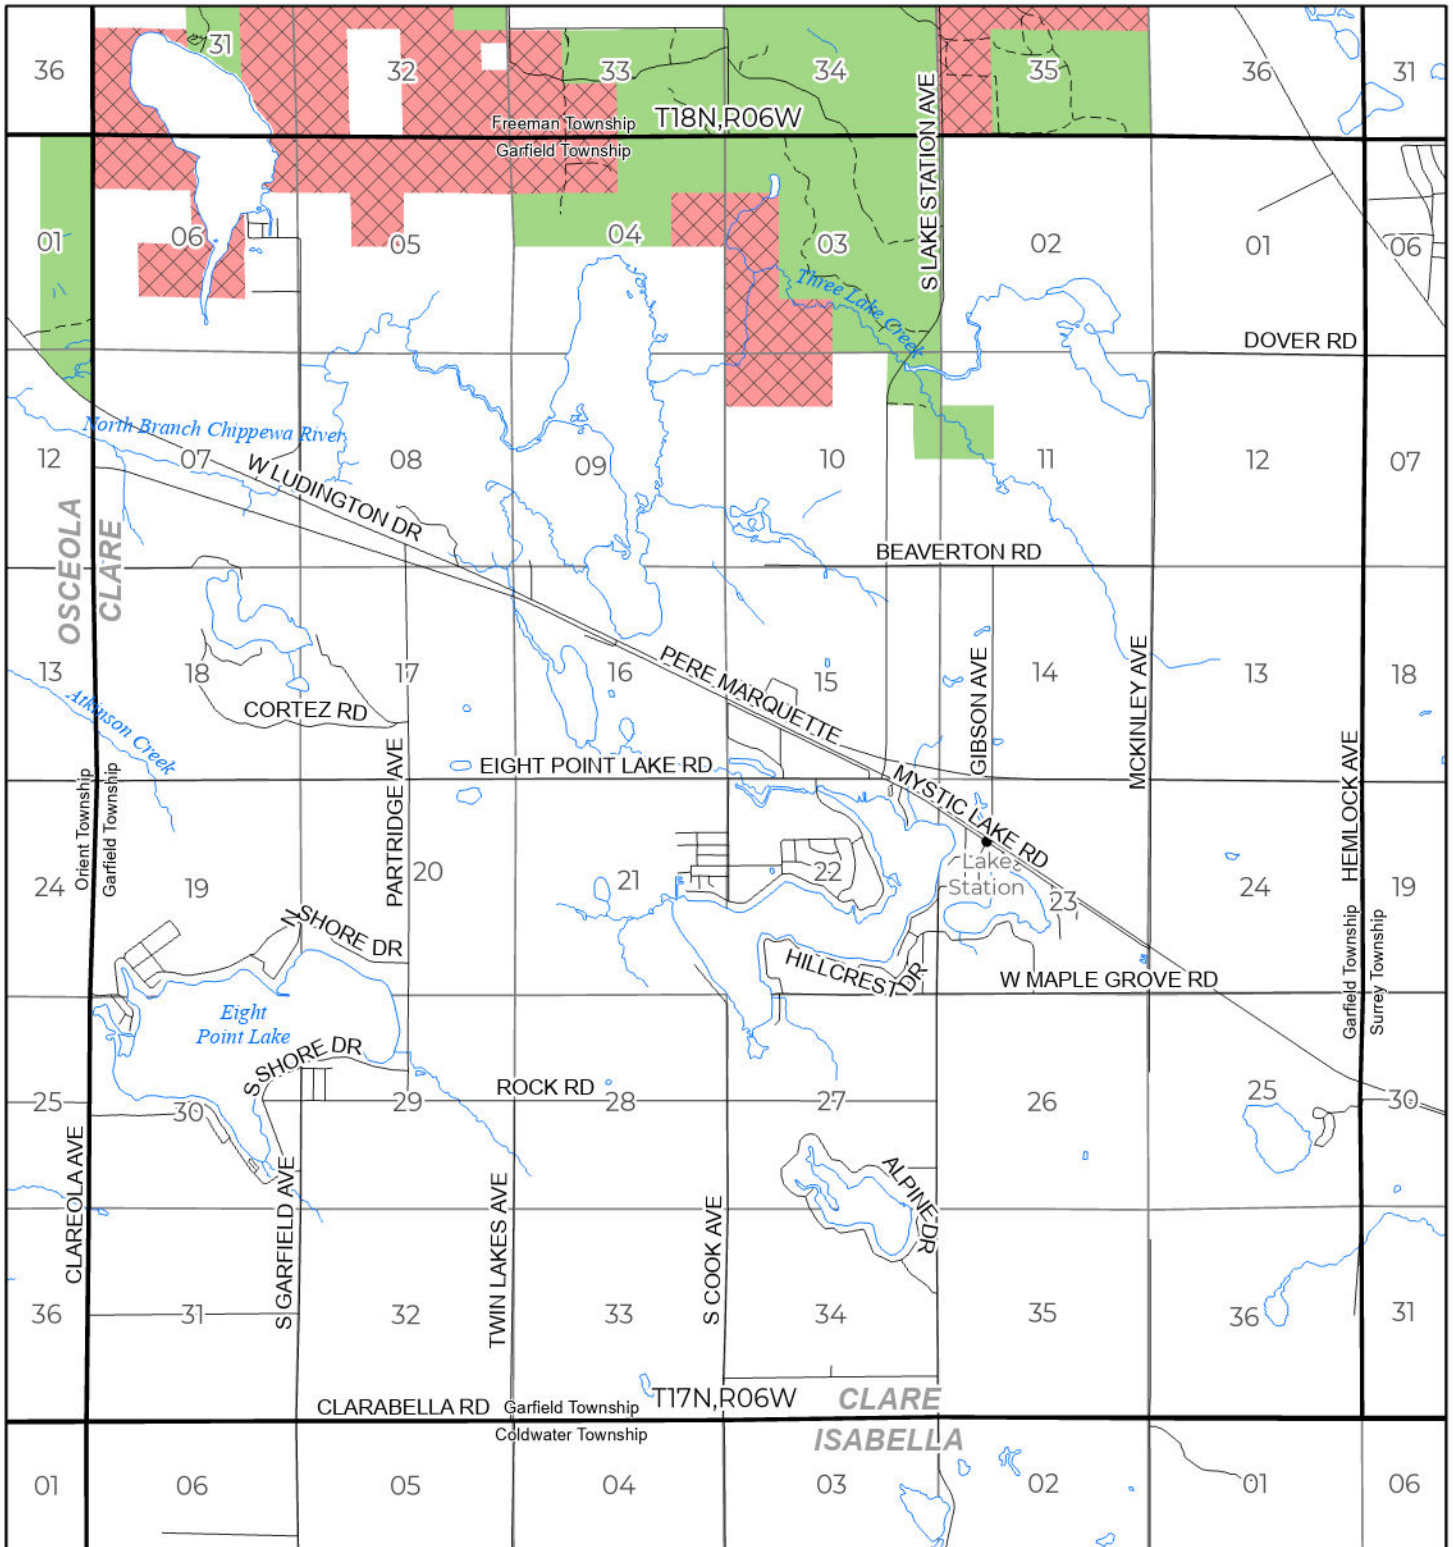 31
36
32
33
34
35
36
31
Freeman Township
T18N,R06W
Garfield Township
S LAKE STATION AVE
01
06
05
04
03
02
01
06
Three Lake Creek
DOVER RD
North Branch Chippewa River
12
07
W LUDINGTON DR
08
09
10
11
12
07
OSCEOLA
CLARE
BEAVERTON RD
13
18
17
16
PERE MARQUETTE
15
14
13
18
Atkinson Creek
CORTEZ RD
PARTRIDGE AVE
EIGHT POINT LAKE RD
GIBSON AVE
MCKINLEY AVE
HEMLOCK AVE
MYSTIC LAKE RD
Orient Township
Garfield Township
24
19
20
21
22
Lake
Station
23
24
19
N SHORE DR
HILLCREST DR
W MAPLE GROVE RD
Garfield Township
Surrey Township
Eight
Point Lake
S SHORE DR
ROCK RD
25
30
29
28
27
26
25
30
CLAREOLA AVE
S GARFIELD AVE
TWIN LAKES AVE
S COOK AVE
ALPINE DR
36
31
32
33
34
35
36
31
CLARABELLA RD
Garfield Township
T17N,R06W
CLARE
Coldwater Township
ISABELLA
01
06
05
04
03
02
01
06